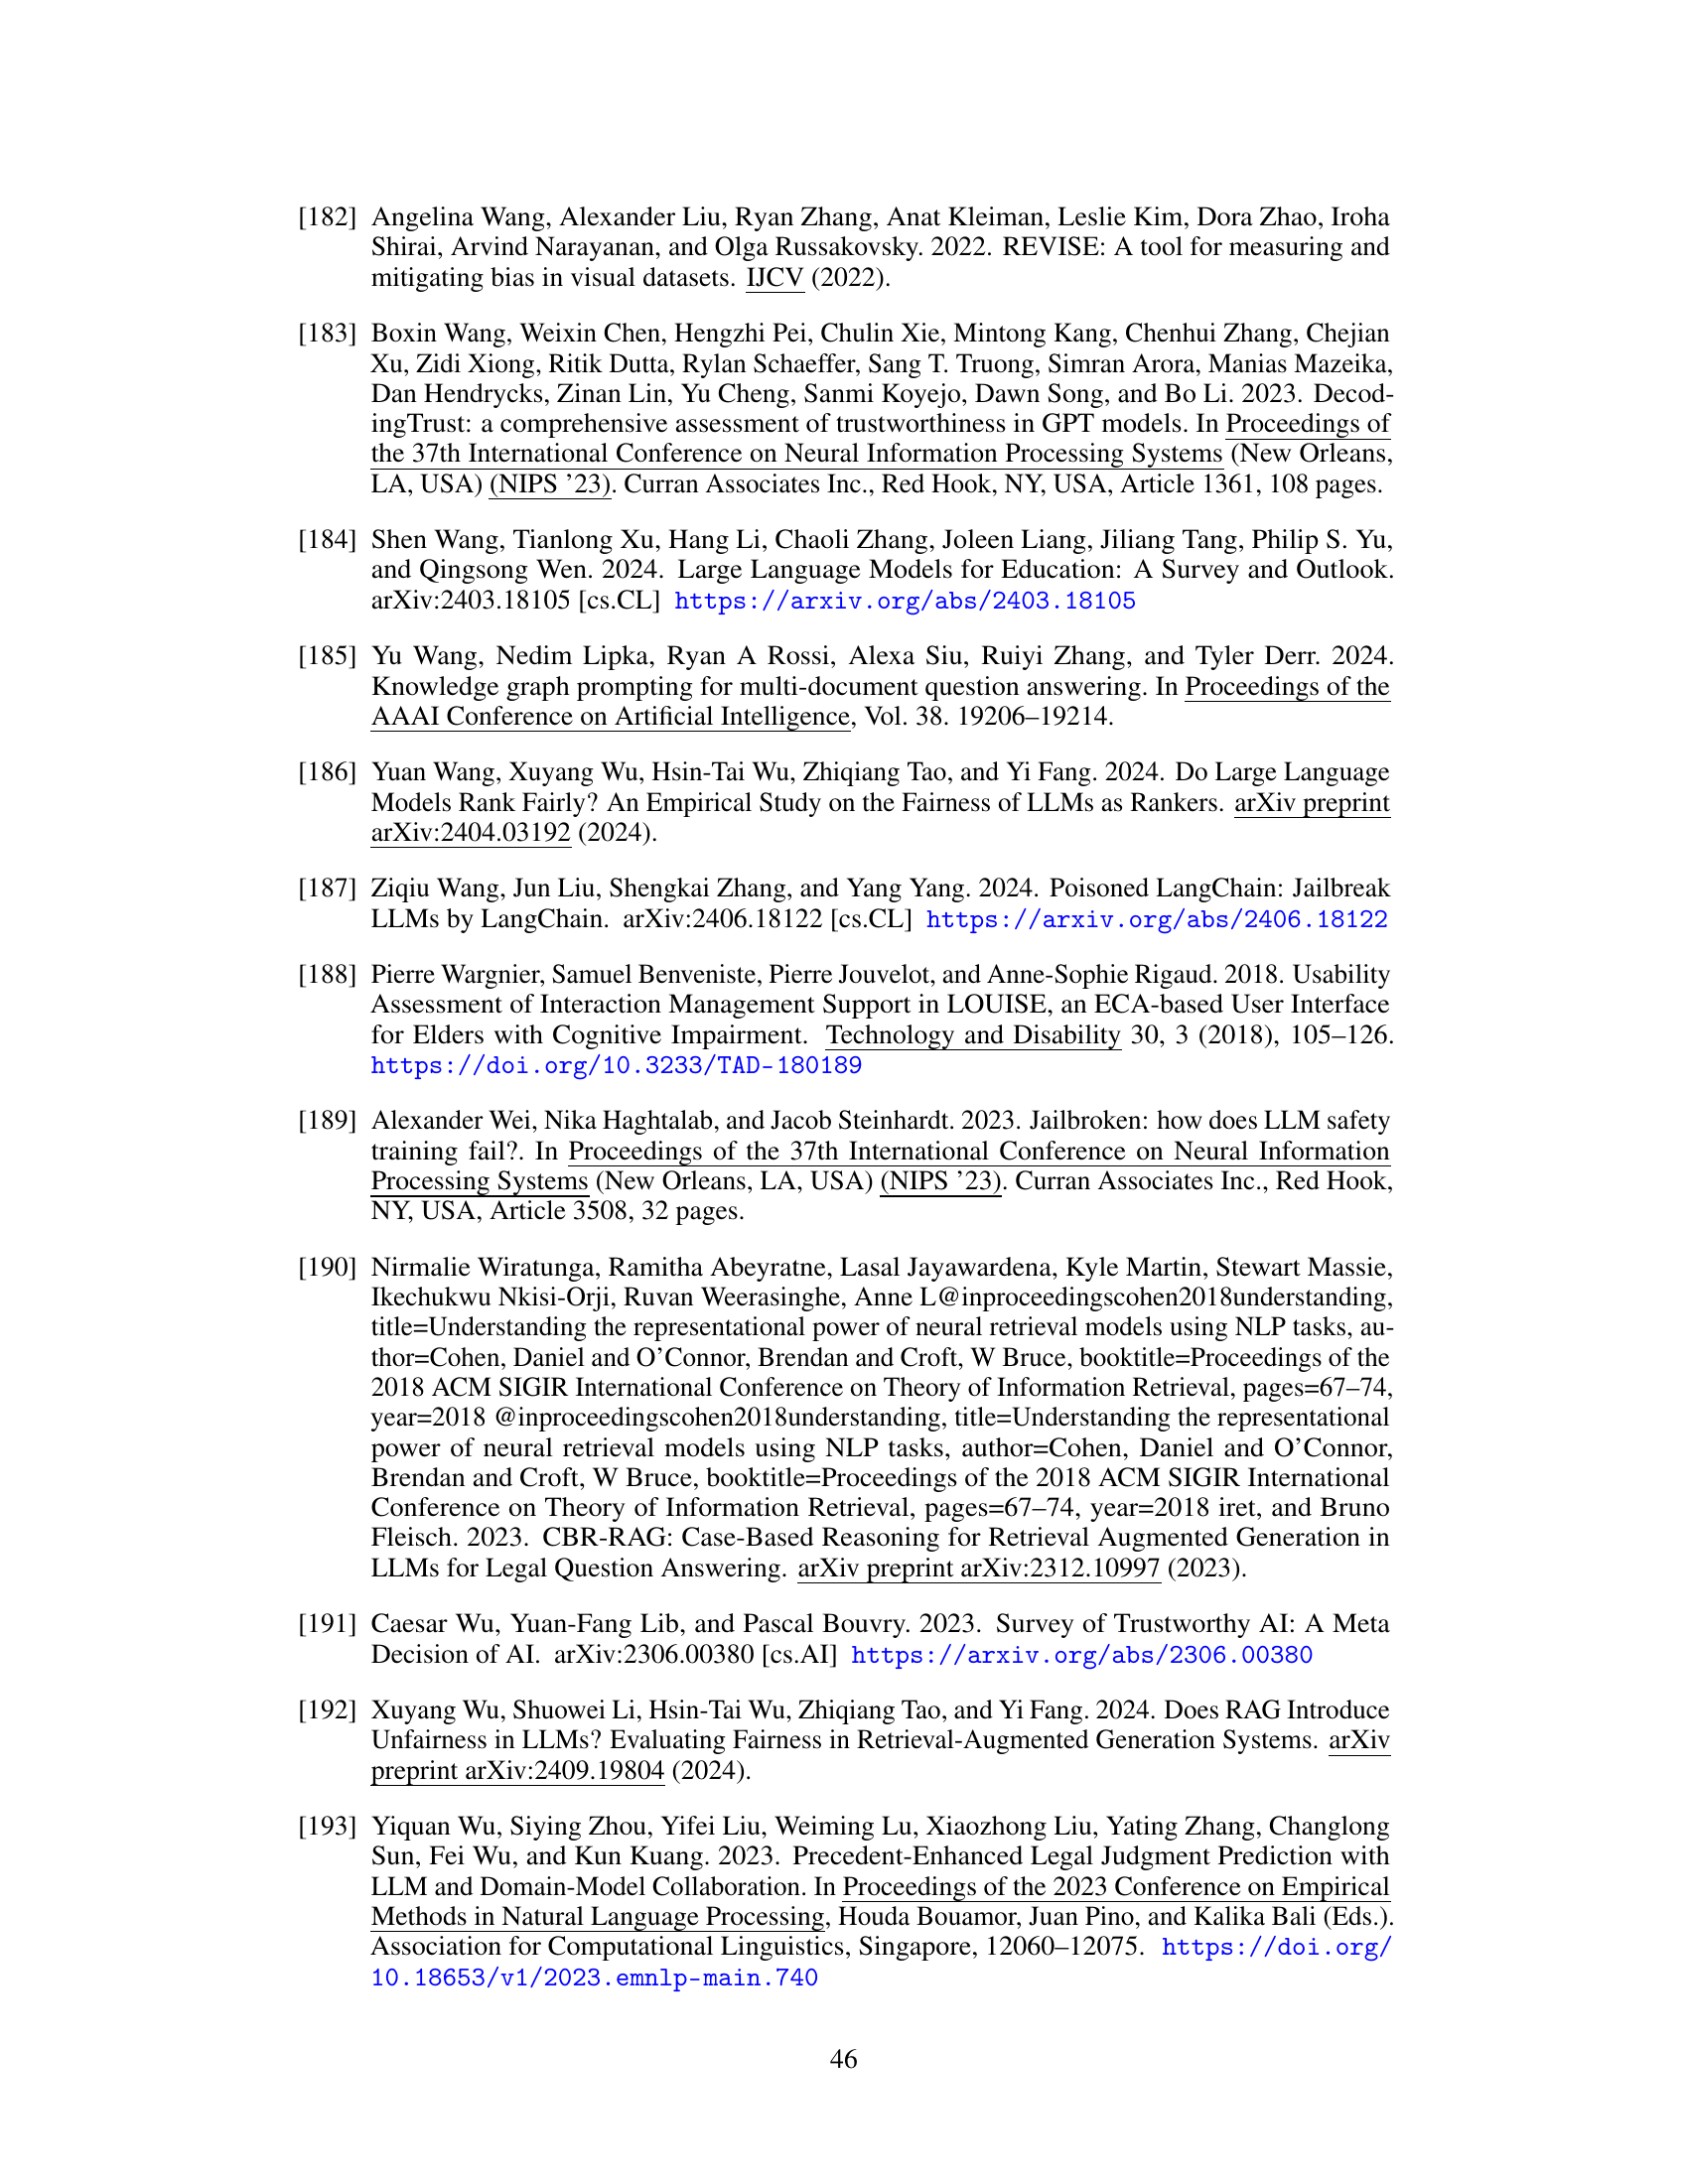 [182] Angelina Wang, Alexander Liu, Ryan Zhang, Anat Kleiman, Leslie Kim, Dora Zhao, Iroha
Shirai, Arvind Narayanan, and Olga Russakovsky. 2022. REVISE: A tool for measuring and
mitigating bias in visual datasets. IJCV (2022).
[183] Boxin Wang, Weixin Chen, Hengzhi Pei, Chulin Xie, Mintong Kang, Chenhui Zhang, Chejian
Xu, Zidi Xiong, Ritik Dutta, Rylan Schaeffer, Sang T. Truong, Simran Arora, Manias Mazeika,
Dan Hendrycks, Zinan Lin, Yu Cheng, Sanmi Koyejo, Dawn Song, and Bo Li. 2023. Decod-
ingTrust: a comprehensive assessment of trustworthiness in GPT models. In Proceedings of
the 37th International Conference on Neural Information Processing Systems (New Orleans,
LA, USA) (NIPS ’23). Curran Associates Inc., Red Hook, NY, USA, Article 1361, 108 pages.
[184] Shen Wang, Tianlong Xu, Hang Li, Chaoli Zhang, Joleen Liang, Jiliang Tang, Philip S. Yu,
and Qingsong Wen. 2024. Large Language Models for Education: A Survey and Outlook.
arXiv:2403.18105 [cs.CL] https://arxiv.org/abs/2403.18105
[185] Yu Wang, Nedim Lipka, Ryan A Rossi, Alexa Siu, Ruiyi Zhang, and Tyler Derr. 2024.
Knowledge graph prompting for multi-document question answering. In Proceedings of the
AAAI Conference on Artificial Intelligence, Vol. 38. 19206–19214.
[186] Yuan Wang, Xuyang Wu, Hsin-Tai Wu, Zhiqiang Tao, and Yi Fang. 2024. Do Large Language
Models Rank Fairly? An Empirical Study on the Fairness of LLMs as Rankers. arXiv preprint
arXiv:2404.03192 (2024).
[187] Ziqiu Wang, Jun Liu, Shengkai Zhang, and Yang Yang. 2024. Poisoned LangChain: Jailbreak
LLMs by LangChain. arXiv:2406.18122 [cs.CL] https://arxiv.org/abs/2406.18122
[188] Pierre Wargnier, Samuel Benveniste, Pierre Jouvelot, and Anne-Sophie Rigaud. 2018. Usability
Assessment of Interaction Management Support in LOUISE, an ECA-based User Interface
for Elders with Cognitive Impairment. Technology and Disability 30, 3 (2018), 105–126.
https://doi.org/10.3233/TAD-180189
[189] Alexander Wei, Nika Haghtalab, and Jacob Steinhardt. 2023. Jailbroken: how does LLM safety
training fail?. In Proceedings of the 37th International Conference on Neural Information
Processing Systems (New Orleans, LA, USA) (NIPS ’23). Curran Associates Inc., Red Hook,
NY, USA, Article 3508, 32 pages.
[190] Nirmalie Wiratunga, Ramitha Abeyratne, Lasal Jayawardena, Kyle Martin, Stewart Massie,
Ikechukwu Nkisi-Orji, Ruvan Weerasinghe, Anne L@inproceedingscohen2018understanding,
title=Understanding the representational power of neural retrieval models using NLP tasks, au-
thor=Cohen, Daniel and O’Connor, Brendan and Croft, W Bruce, booktitle=Proceedings of the
2018 ACM SIGIR International Conference on Theory of Information Retrieval, pages=67–74,
year=2018 @inproceedingscohen2018understanding, title=Understanding the representational
power of neural retrieval models using NLP tasks, author=Cohen, Daniel and O’Connor,
Brendan and Croft, W Bruce, booktitle=Proceedings of the 2018 ACM SIGIR International
Conference on Theory of Information Retrieval, pages=67–74, year=2018 iret, and Bruno
Fleisch. 2023. CBR-RAG: Case-Based Reasoning for Retrieval Augmented Generation in
LLMs for Legal Question Answering. arXiv preprint arXiv:2312.10997 (2023).
[191] Caesar Wu, Yuan-Fang Lib, and Pascal Bouvry. 2023. Survey of Trustworthy AI: A Meta
Decision of AI. arXiv:2306.00380 [cs.AI] https://arxiv.org/abs/2306.00380
[192] Xuyang Wu, Shuowei Li, Hsin-Tai Wu, Zhiqiang Tao, and Yi Fang. 2024. Does RAG Introduce
Unfairness in LLMs? Evaluating Fairness in Retrieval-Augmented Generation Systems. arXiv
preprint arXiv:2409.19804 (2024).
[193] Yiquan Wu, Siying Zhou, Yifei Liu, Weiming Lu, Xiaozhong Liu, Yating Zhang, Changlong
Sun, Fei Wu, and Kun Kuang. 2023. Precedent-Enhanced Legal Judgment Prediction with
LLM and Domain-Model Collaboration. In Proceedings of the 2023 Conference on Empirical
Methods in Natural Language Processing, Houda Bouamor, Juan Pino, and Kalika Bali (Eds.).
Association for Computational Linguistics, Singapore, 12060–12075. https://doi.org/
10.18653/v1/2023.emnlp-main.740
46